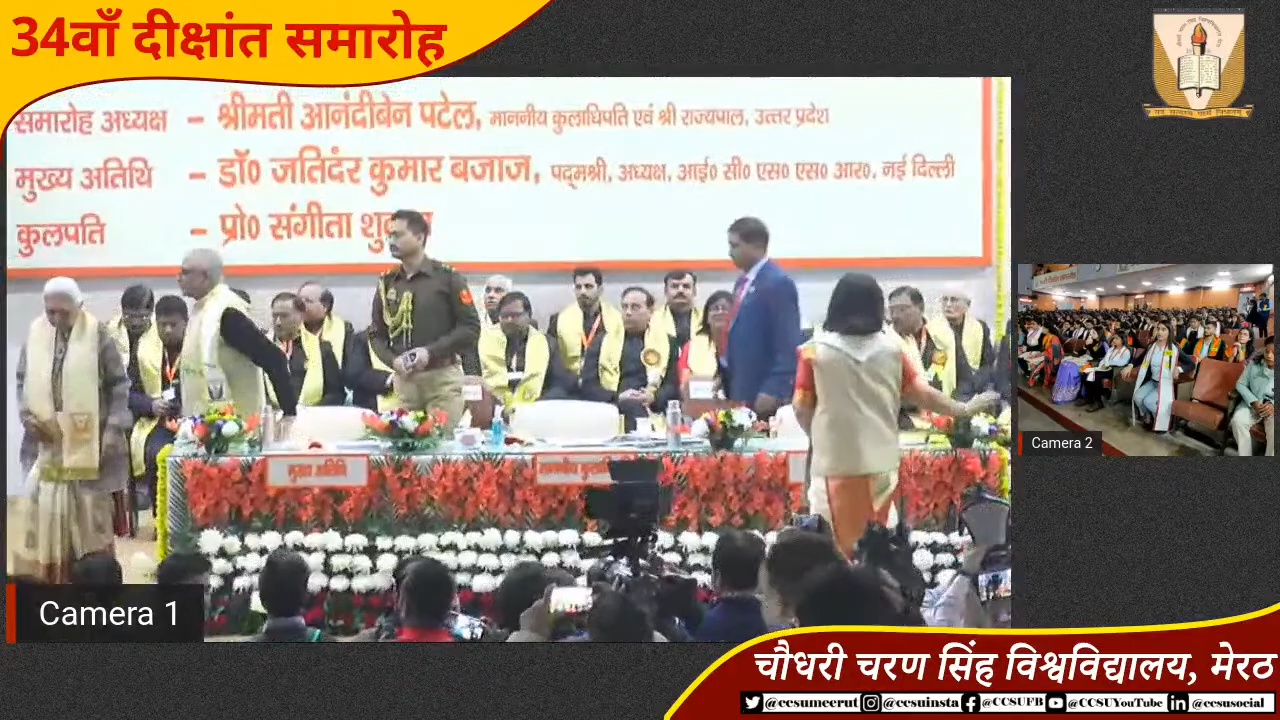 34वाँ दीक्षांत समारोह
समारोह अध्यक्ष – श्रीमती आनंदीबेन पटेल, माननीय कुलाधिपति एवं श्री राज्यपाल, उत्तर प्रदेश
मुख्य अतिथि – डॉ० जतिंदर कुमार बजाज, पद्मश्री, अध्यक्ष, आई० सी० एस० एस० आर०, नई दिल्ली
कुलपति – प्रो० संगीता
मुख्य अतिथि
माननीय
Camera 1
Camera 2
चौधरी चरण सिंह विश्वविद्यालय, मेरठ
@ccsumeerut @ccsuinsta @CCSUFB @CCSUYouTube @ccsusocial